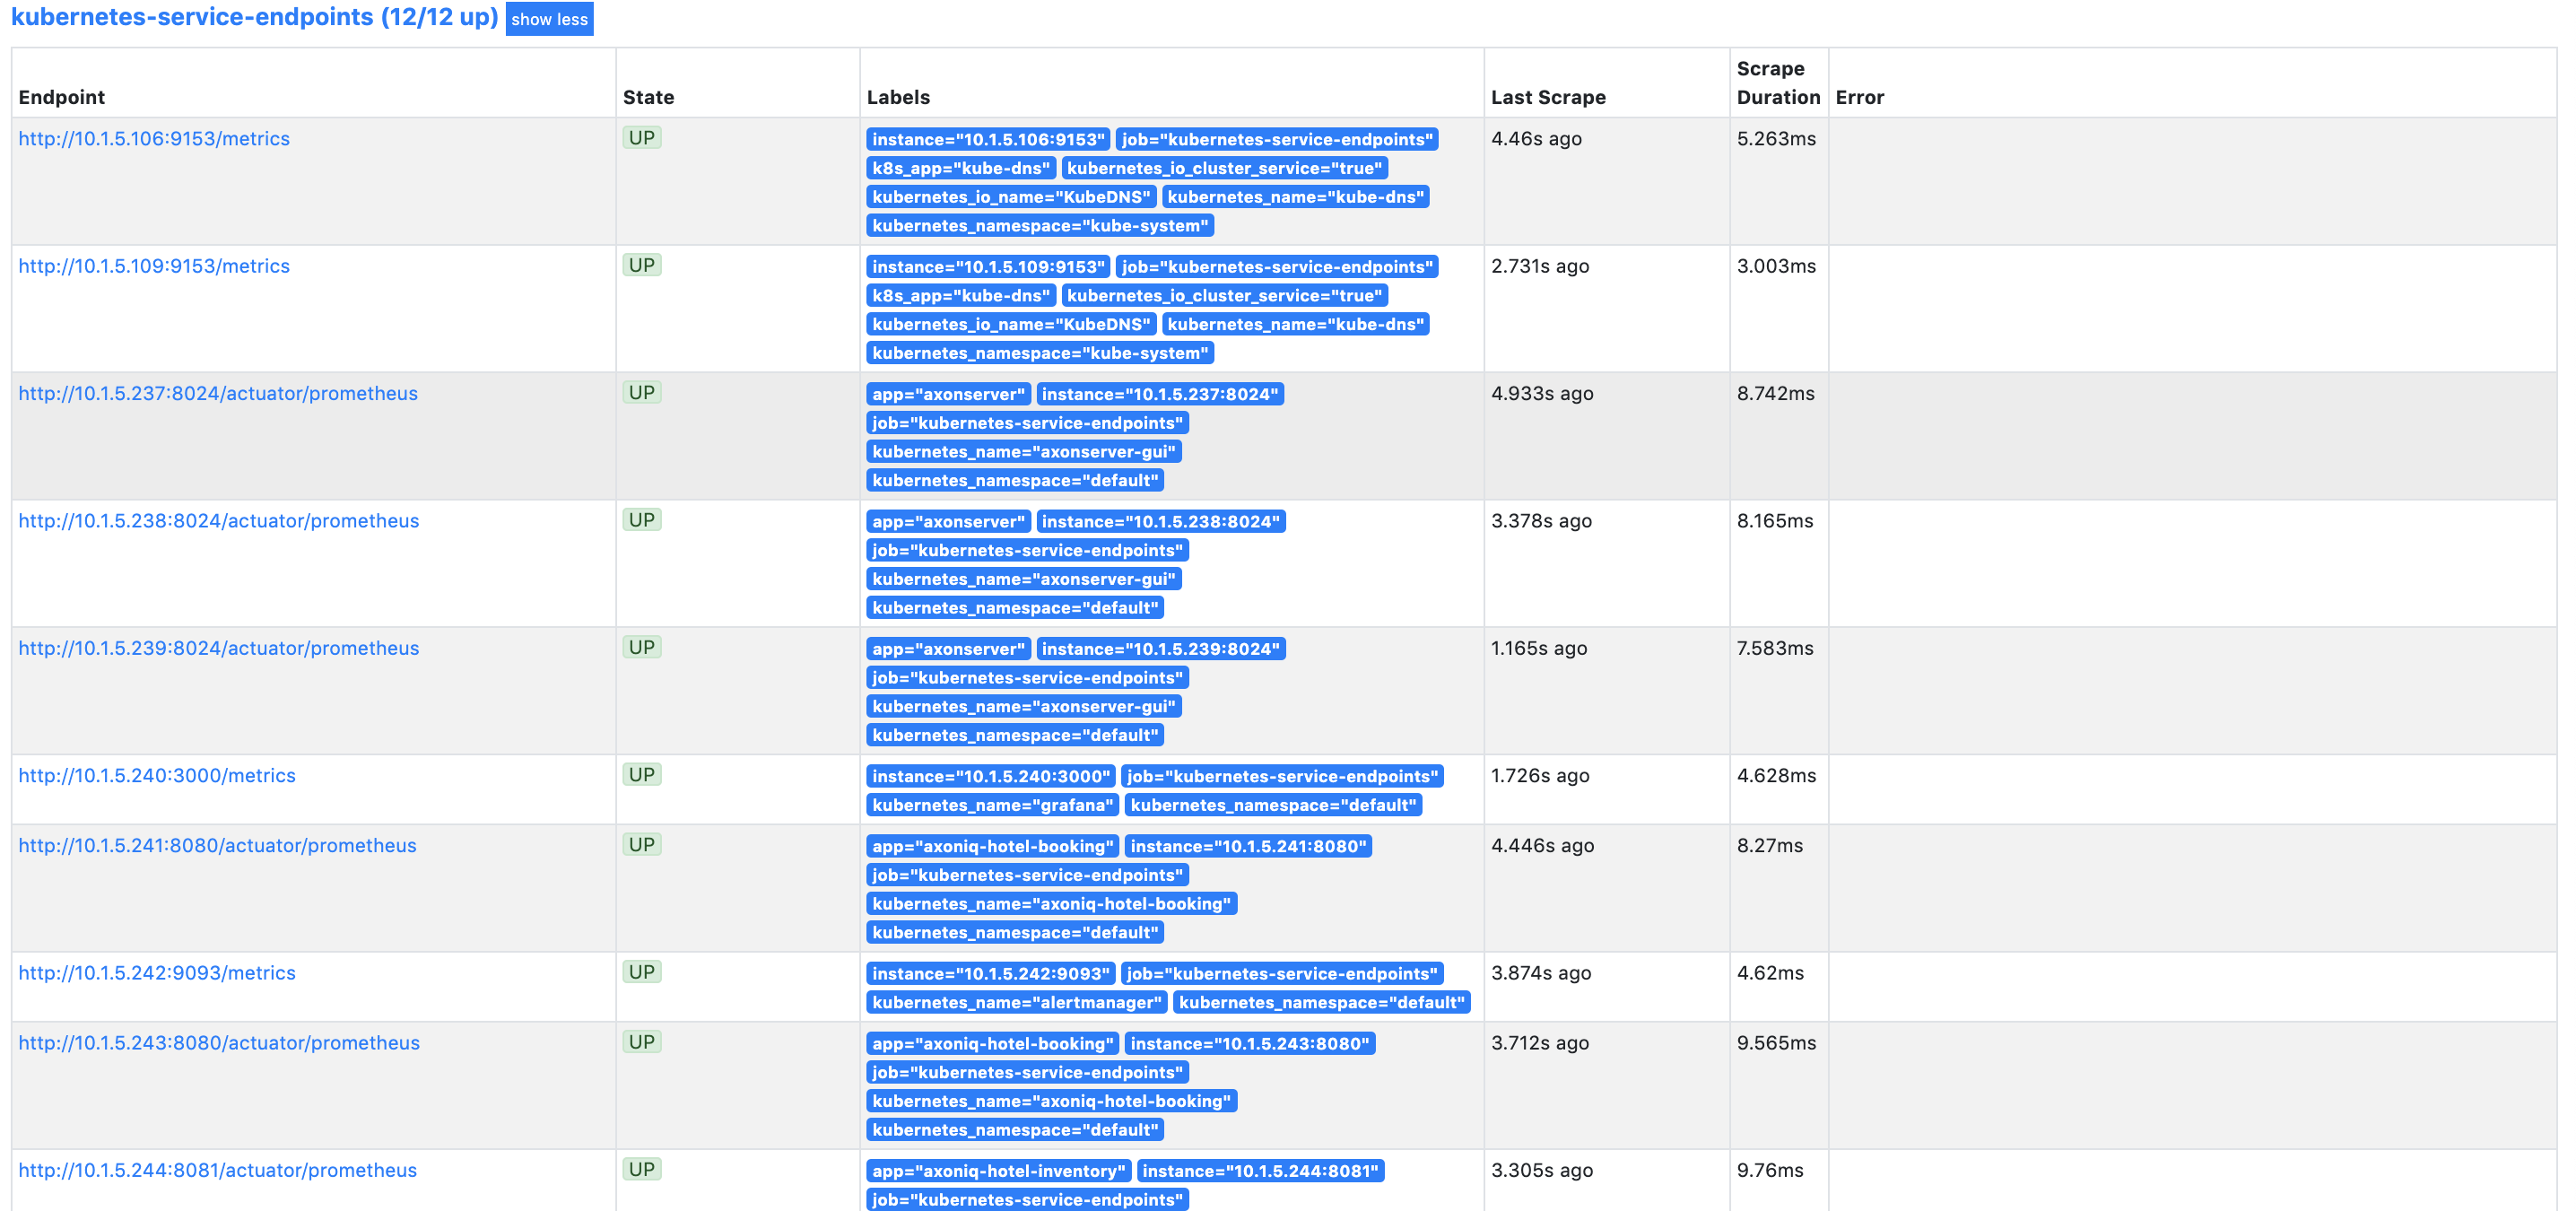 kubernetes-service-endpoints (12/12 up) show less
Endpoint State Labels Last Scrape Scrape Duration Error
http://10.1.5.106:9153/metrics UP instance="10.1.5.106:9153" job="kubernetes-service-endpoints" 4.46s ago 5.263ms
k8s_app="kube-dns" kubernetes_io_cluster_service="true"
kubernetes_io_name="KubeDNS" kubernetes_name="kube-dns"
kubernetes_namespace="kube-system"
http://10.1.5.109:9153/metrics UP instance="10.1.5.109:9153" job="kubernetes-service-endpoints" 2.731s ago 3.003ms
k8s_app="kube-dns" kubernetes_io_cluster_service="true"
kubernetes_io_name="KubeDNS" kubernetes_name="kube-dns"
kubernetes_namespace="kube-system"
http://10.1.5.237:8024/actuator/prometheus UP app="axonserver" instance="10.1.5.237:8024" 4.933s ago 8.742ms
job="kubernetes-service-endpoints"
kubernetes_name="axonserver-gui"
kubernetes_namespace="default"
http://10.1.5.238:8024/actuator/prometheus UP app="axonserver" instance="10.1.5.238:8024" 3.378s ago 8.165ms
job="kubernetes-service-endpoints"
kubernetes_name="axonserver-gui"
kubernetes_namespace="default"
http://10.1.5.239:8024/actuator/prometheus UP app="axonserver" instance="10.1.5.239:8024" 1.165s ago 7.583ms
job="kubernetes-service-endpoints"
kubernetes_name="axonserver-gui"
kubernetes_namespace="default"
http://10.1.5.240:3000/metrics UP instance="10.1.5.240:3000" job="kubernetes-service-endpoints" 1.726s ago 4.628ms
kubernetes_name="grafana" kubernetes_namespace="default"
http://10.1.5.241:8080/actuator/prometheus UP app="axoniq-hotel-booking" instance="10.1.5.241:8080" 4.446s ago 8.27ms
job="kubernetes-service-endpoints"
kubernetes_name="axoniq-hotel-booking"
kubernetes_namespace="default"
http://10.1.5.242:9093/metrics UP instance="10.1.5.242:9093" job="kubernetes-service-endpoints" 3.874s ago 4.62ms
kubernetes_name="alertmanager" kubernetes_namespace="default"
http://10.1.5.243:8080/actuator/prometheus UP app="axoniq-hotel-booking" instance="10.1.5.243:8080" 3.712s ago 9.565ms
job="kubernetes-service-endpoints"
kubernetes_name="axoniq-hotel-booking"
kubernetes_namespace="default"
http://10.1.5.244:8081/actuator/prometheus UP app="axoniq-hotel-inventory" instance="10.1.5.244:8081" 3.305s ago 9.76ms
job="kubernetes-service-endpoints"